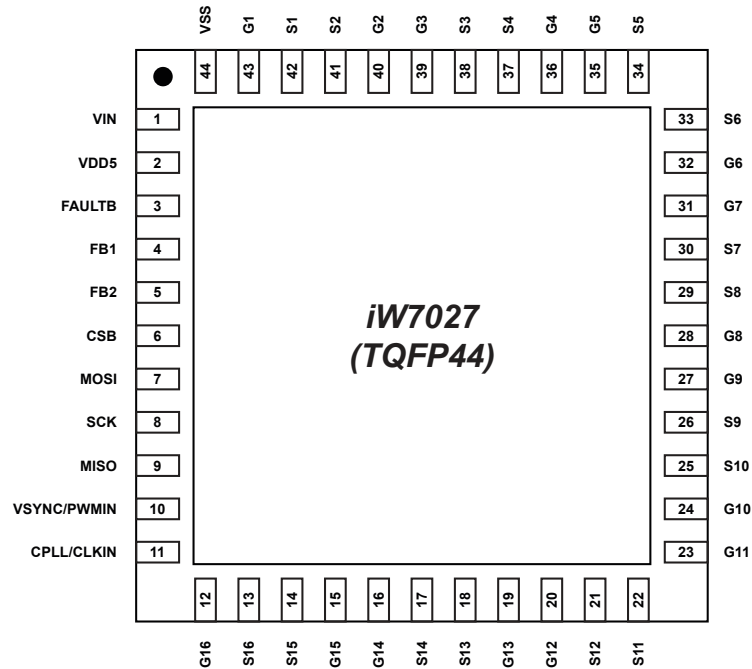 VSS G1 S1 S2 G2 G3 S3 S4 G4 G5 S5
44 43 42 41 40 39 38 37 36 35 34
VIN 1 33 S6
VDD5 2 32 G6
FAULTB 3 31 G7
FB1 4 30 S7
FB2 5 29 S8
CSB 6 28 G8
MOSI 7 27 G9
SCK 8 26 S9
MISO 9 25 S10
VSYNC/PWMIN 10 24 G10
CPLL/CLKIN 11 23 G11
iW7027
(TQFP44)
12 13 14 15 16 17 18 19 20 21 22
G16 S16 S15 G15 G14 S14 S13 G13 G12 S12 S11